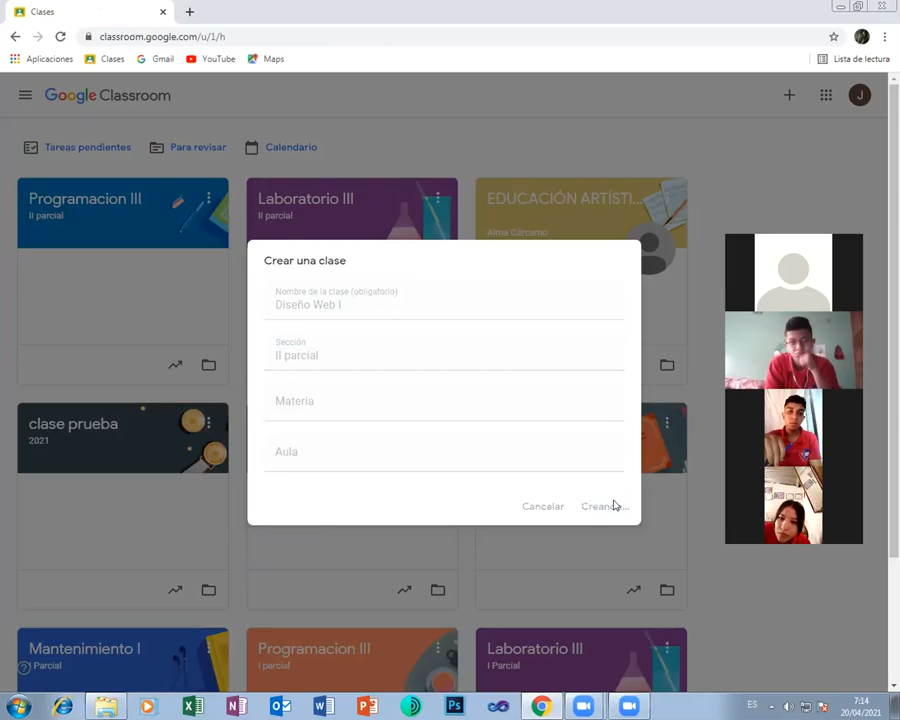 Clases
classroom.google.com/u/1/h
Aplicaciones Clases Gmail YouTube Maps Lista de lectura
Google Classroom
J
Tareas pendientes Para revisar Calendario
Programacion III
II parcial
Laboratorio III
II parcial
EDUCACIÓN ARTÍSTI...
Alma Cárcamo
Crear una clase
Nombre de la clase (obligatorio)
Diseño Web I
Sección
II parcial
Materia
Aula
Cancelar Creando...
clase prueba
2021
Mantenimiento I
I Parcial
Programacion III
I parcial
Laboratorio III
I Parcial
ES
7:14
20/04/2021